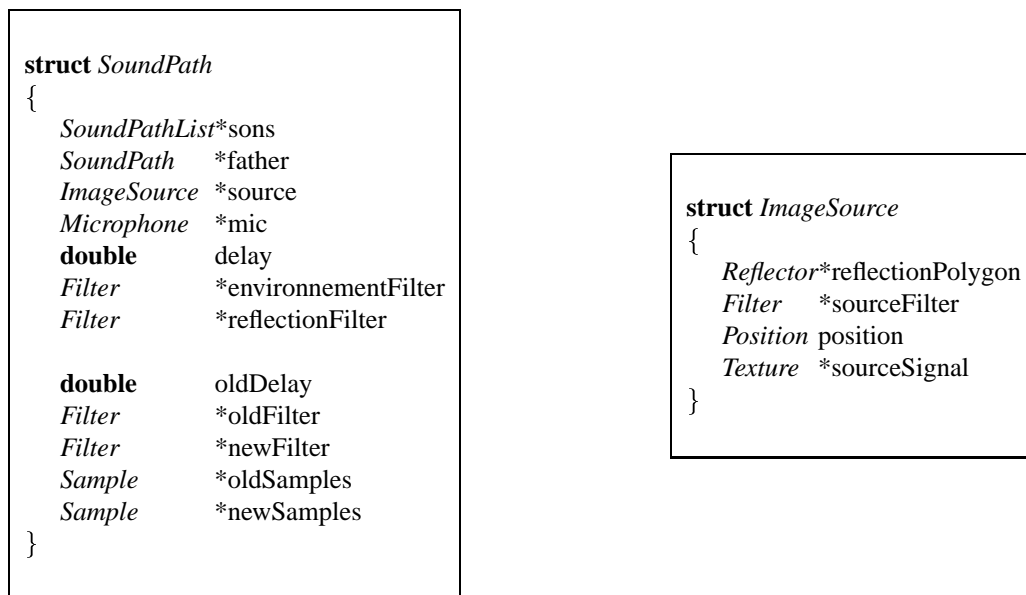 struct SoundPath
{
SoundPathList*sons
SoundPath *father
ImageSource *source
Microphone *mic
double delay
Filter *environnementFilter
Filter *reflectionFilter
double oldDelay
Filter *oldFilter
Filter *newFilter
Sample *oldSamples
Sample *newSamples
}
struct ImageSource
{
Reflector*reflectionPolygon
Filter *sourceFilter
Position position
Texture *sourceSignal
}